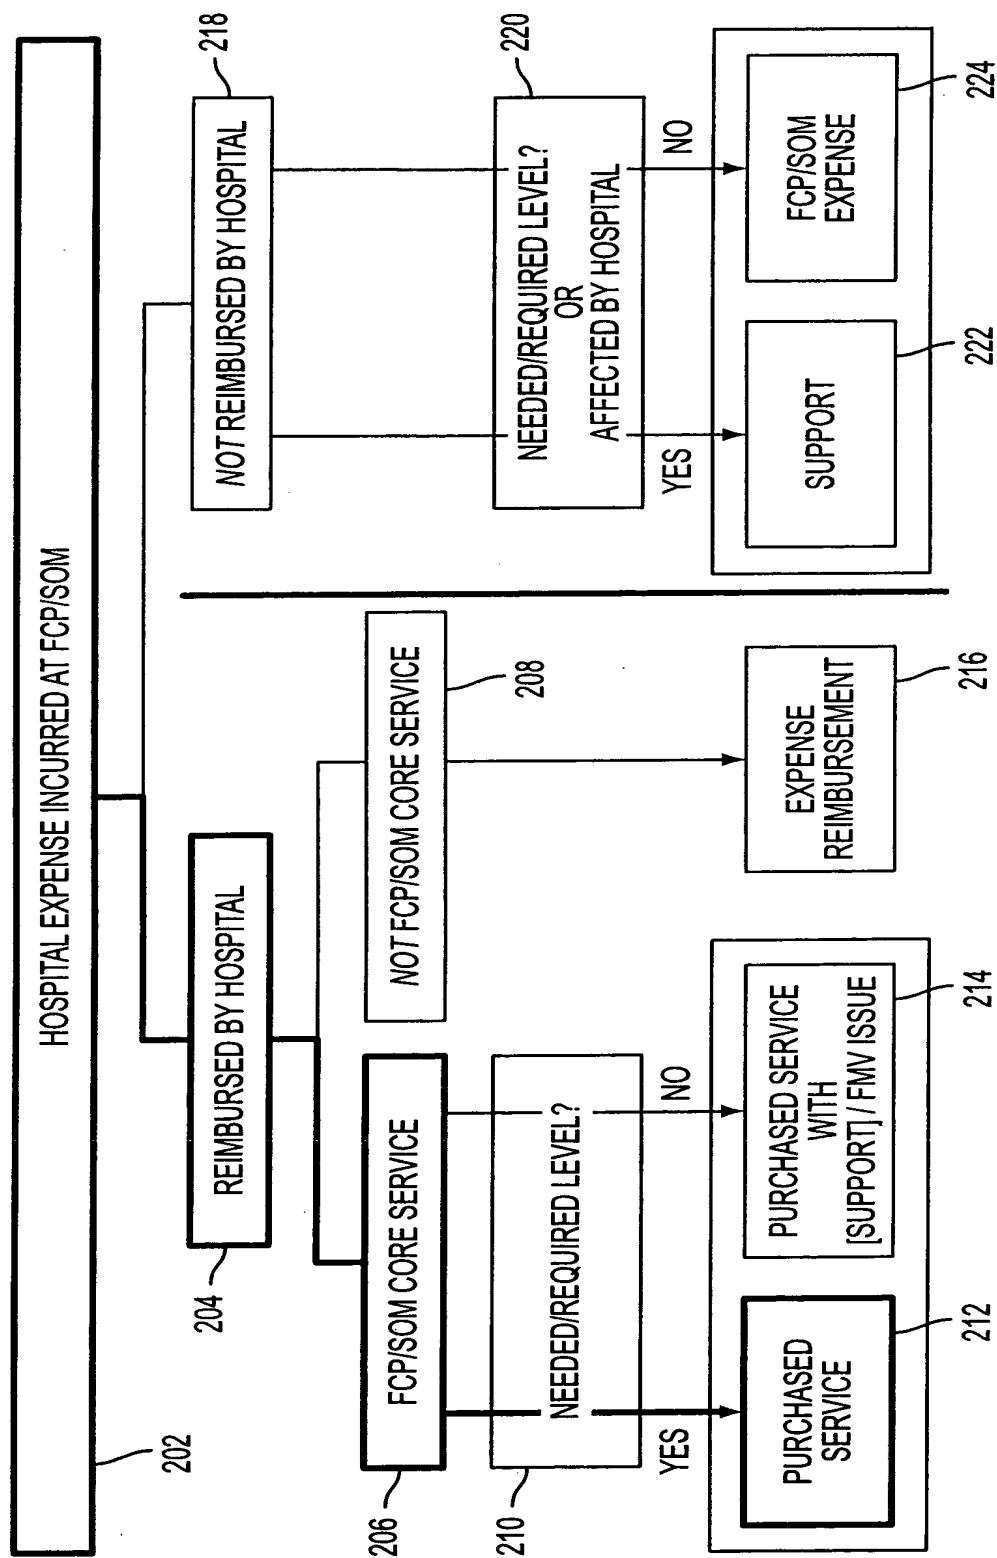 HOSPITAL EXPENSE INCURRED AT FCP/SOM
202
REIMBURSED BY HOSPITAL
204
NOT REIMBURSED BY HOSPITAL
218
FCP/SOM CORE SERVICE
206
NOT FCP/SOM CORE SERVICE
208
NEEDED/REQUIRED LEVEL?
210
NEEDED/REQUIRED LEVEL?
OR
AFFECTED BY HOSPITAL
220
YES
NO
YES
NO
PURCHASED
SERVICE
212
PURCHASED SERVICE
WITH
[SUPPORT] / FMV ISSUE
214
EXPENSE
REIMBURSEMENT
216
SUPPORT
222
FCP/SOM
EXPENSE
224